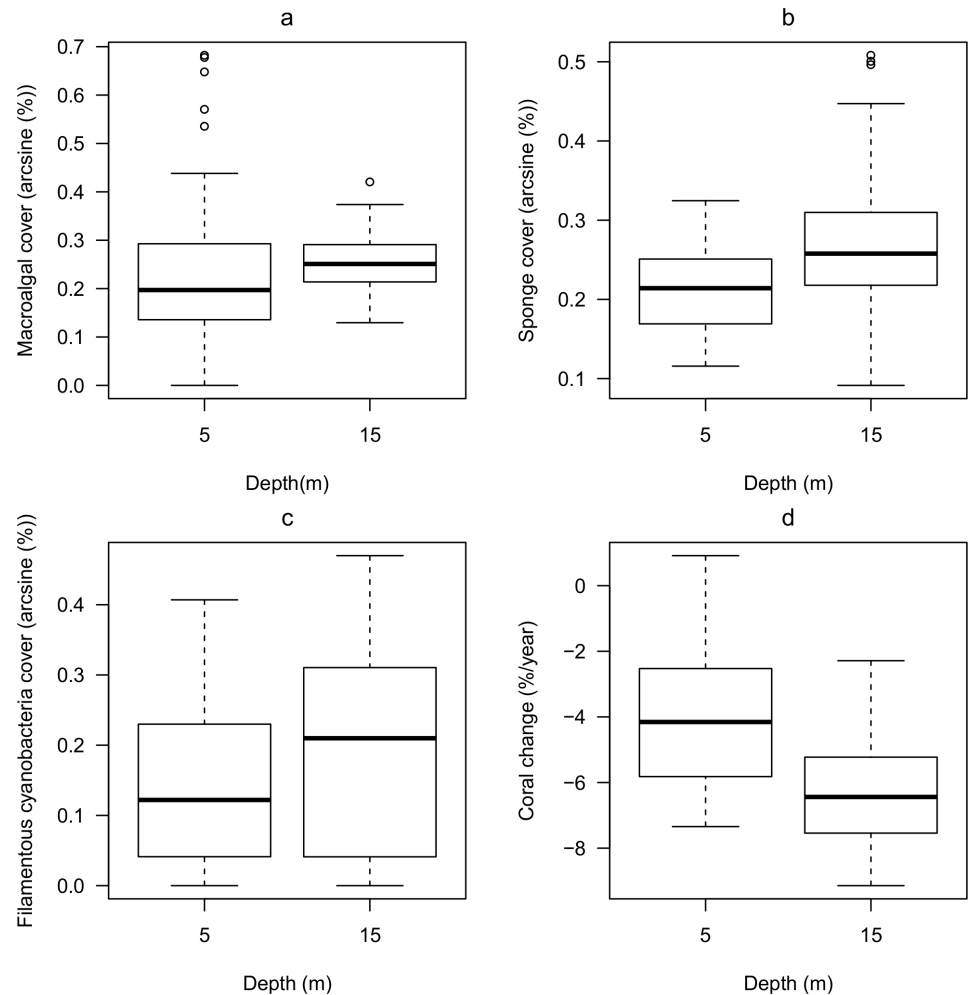 a
Macroalgal cover (arcsine (%))
0.7
0.6
0.5
0.4
0.3
0.2
0.1
0.0
5
15
Depth(m)
b
Sponge cover (arcsine (%))
0.5
0.4
0.3
0.2
0.1
5
15
Depth (m)
c
Filamentous cyanobacteria cover (arcsine (%))
0.4
0.3
0.2
0.1
0.0
5
15
Depth (m)
d
Coral change (%/year)
0
−2
−4
−6
−8
5
15
Depth (m)